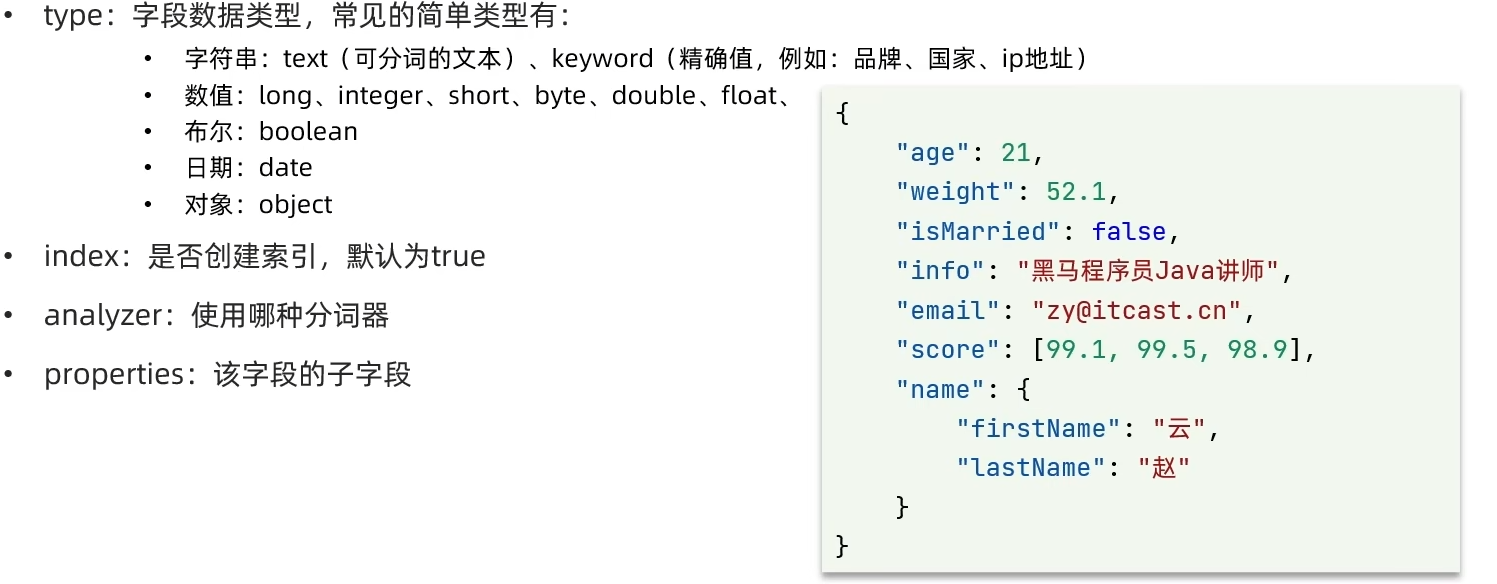 • type：字段数据类型，常见的简单类型有：
• 字符串：text（可分词的文本）、keyword（精确值，例如：品牌、国家、ip地址）
• 数值：long、integer、short、byte、double、float、
• 布尔：boolean
• 日期：date
• 对象：object
• index：是否创建索引，默认为true
• analyzer：使用哪种分词器
• properties：该字段的子字段
{
    "age": 21,
    "weight": 52.1,
    "isMarried": false,
    "info": "黑马程序员Java讲师",
    "email": "zy@itcast.cn",
    "score": [99.1, 99.5, 98.9],
    "name": {
        "firstName": "云",
        "lastName": "赵"
    }
}